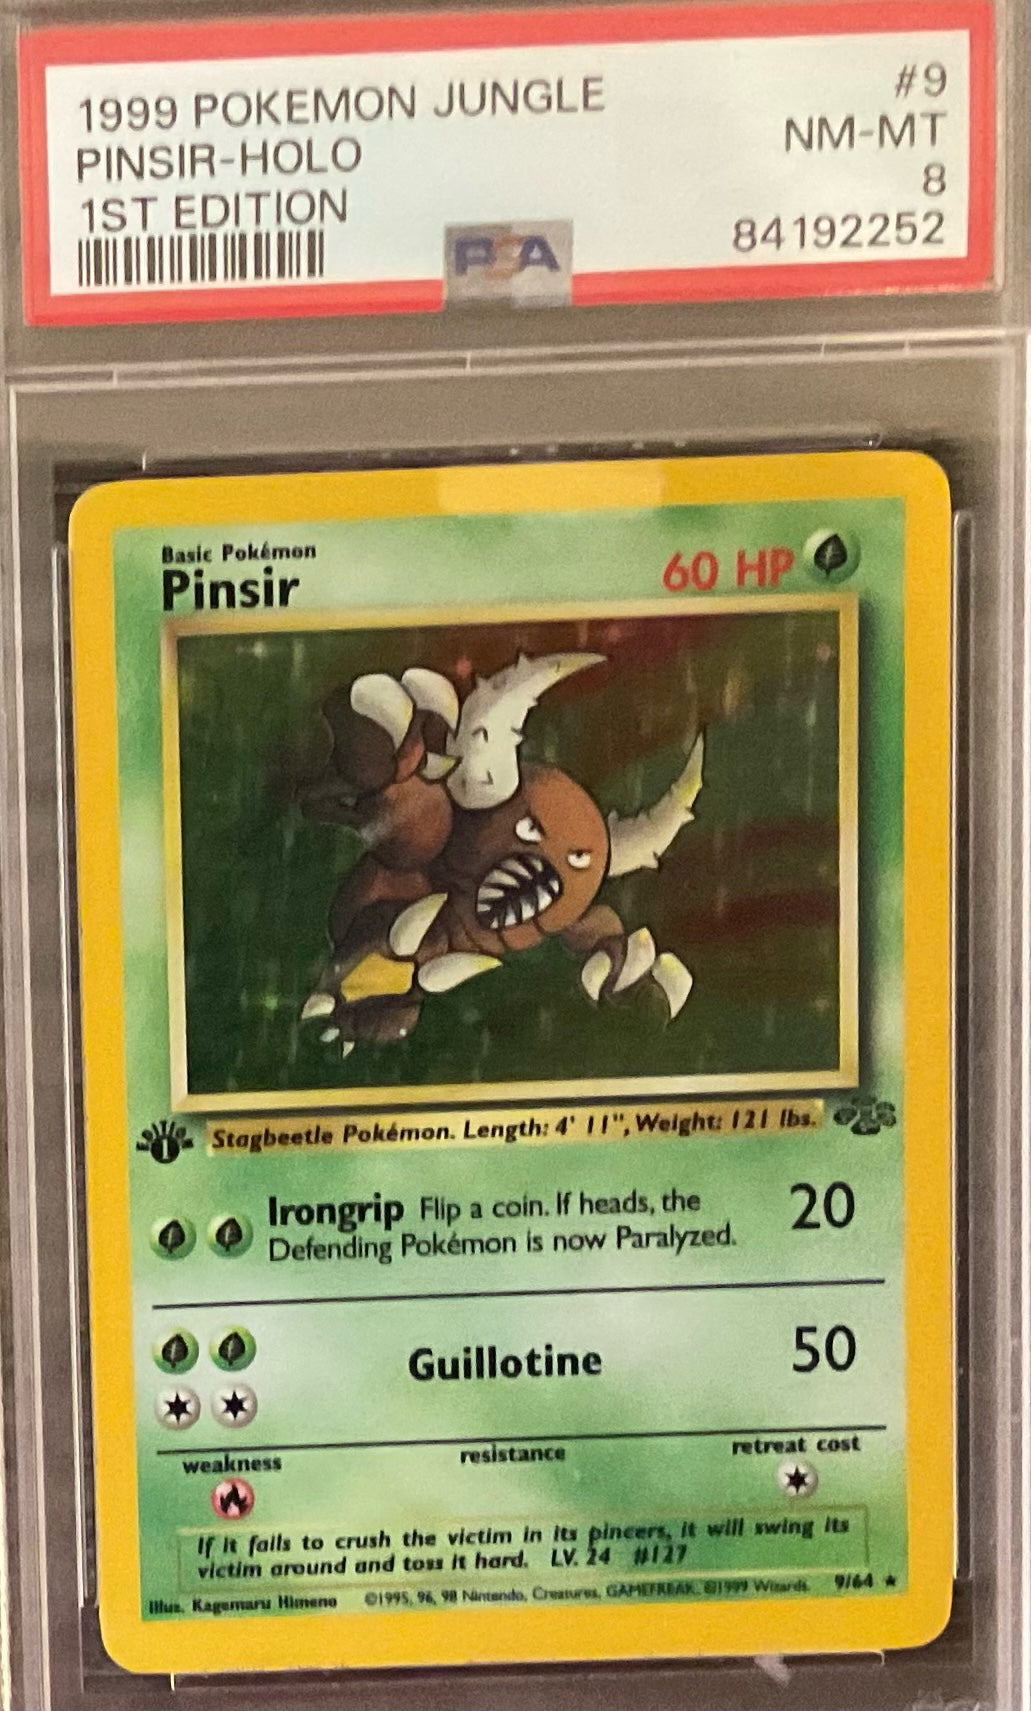 1999 POKEMON JUNGLE #9
PINSIR-HOLO NM-MT
1ST EDITION 8
PSA 84192252
Basic Pokémon
Pinsir 60 HP
1
Stagbeetle Pokémon. Length: 4' 11", Weight: 121 lbs.
Irongrip Flip a coin. If heads, the 20
Defending Pokémon is now Paralyzed.
Guillotine 50
weakness resistance retreat cost
If it fails to crush the victim in its pincers, it will swing its
victim around and toss it hard. LV. 24 #127
Illus. Kagemaru Himeno ©1995, 96, 98 Nintendo, Creatures, GAMEFREAK. ©1999 Wizards. 9/64 ★